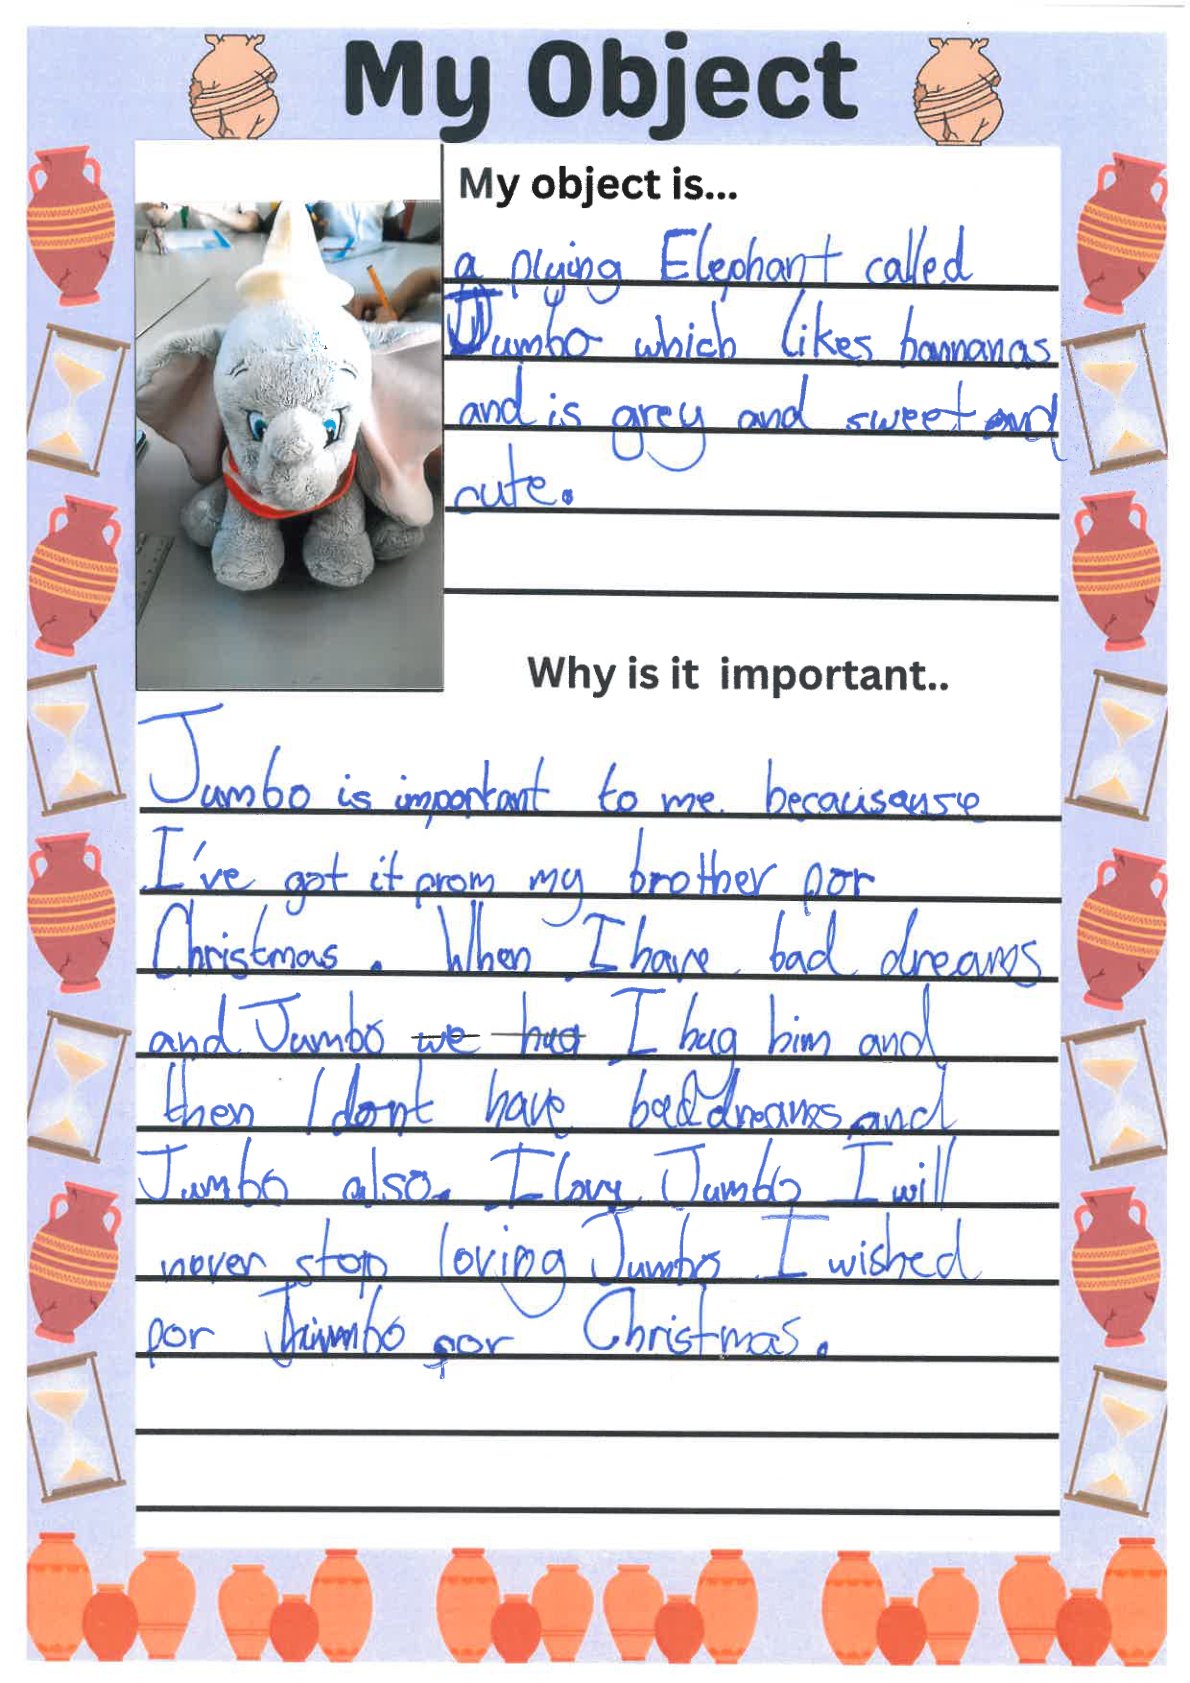 My Object
My object is...
a plying Elephant called
Jumbo which likes bannanas
and is grey and sweet and
cute.
Why is it important..
Jumbo is important to me becausause
I've got it prom my brother por
Christmas. When I have bad dreams
and Jumbo we hug I hug him and
then I dont have bad dreams and
Jumbo also. I love Jumbo I will
never stop loving Jumbo I wished
por Jumbo por Christmas.